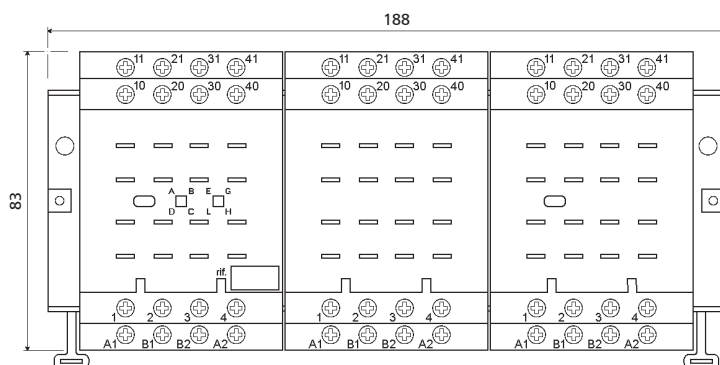 188
11 21 31 41 11 21 31 41 11 21 31 41
10 20 30 40 10 20 30 40 10 20 30 40
83
A B E G
D C L H
rif.
1 2 3 4 1 2 3 4 1 2 3 4
A1 B1 B2 A2 A1 B1 B2 A2 A1 B1 B2 A2